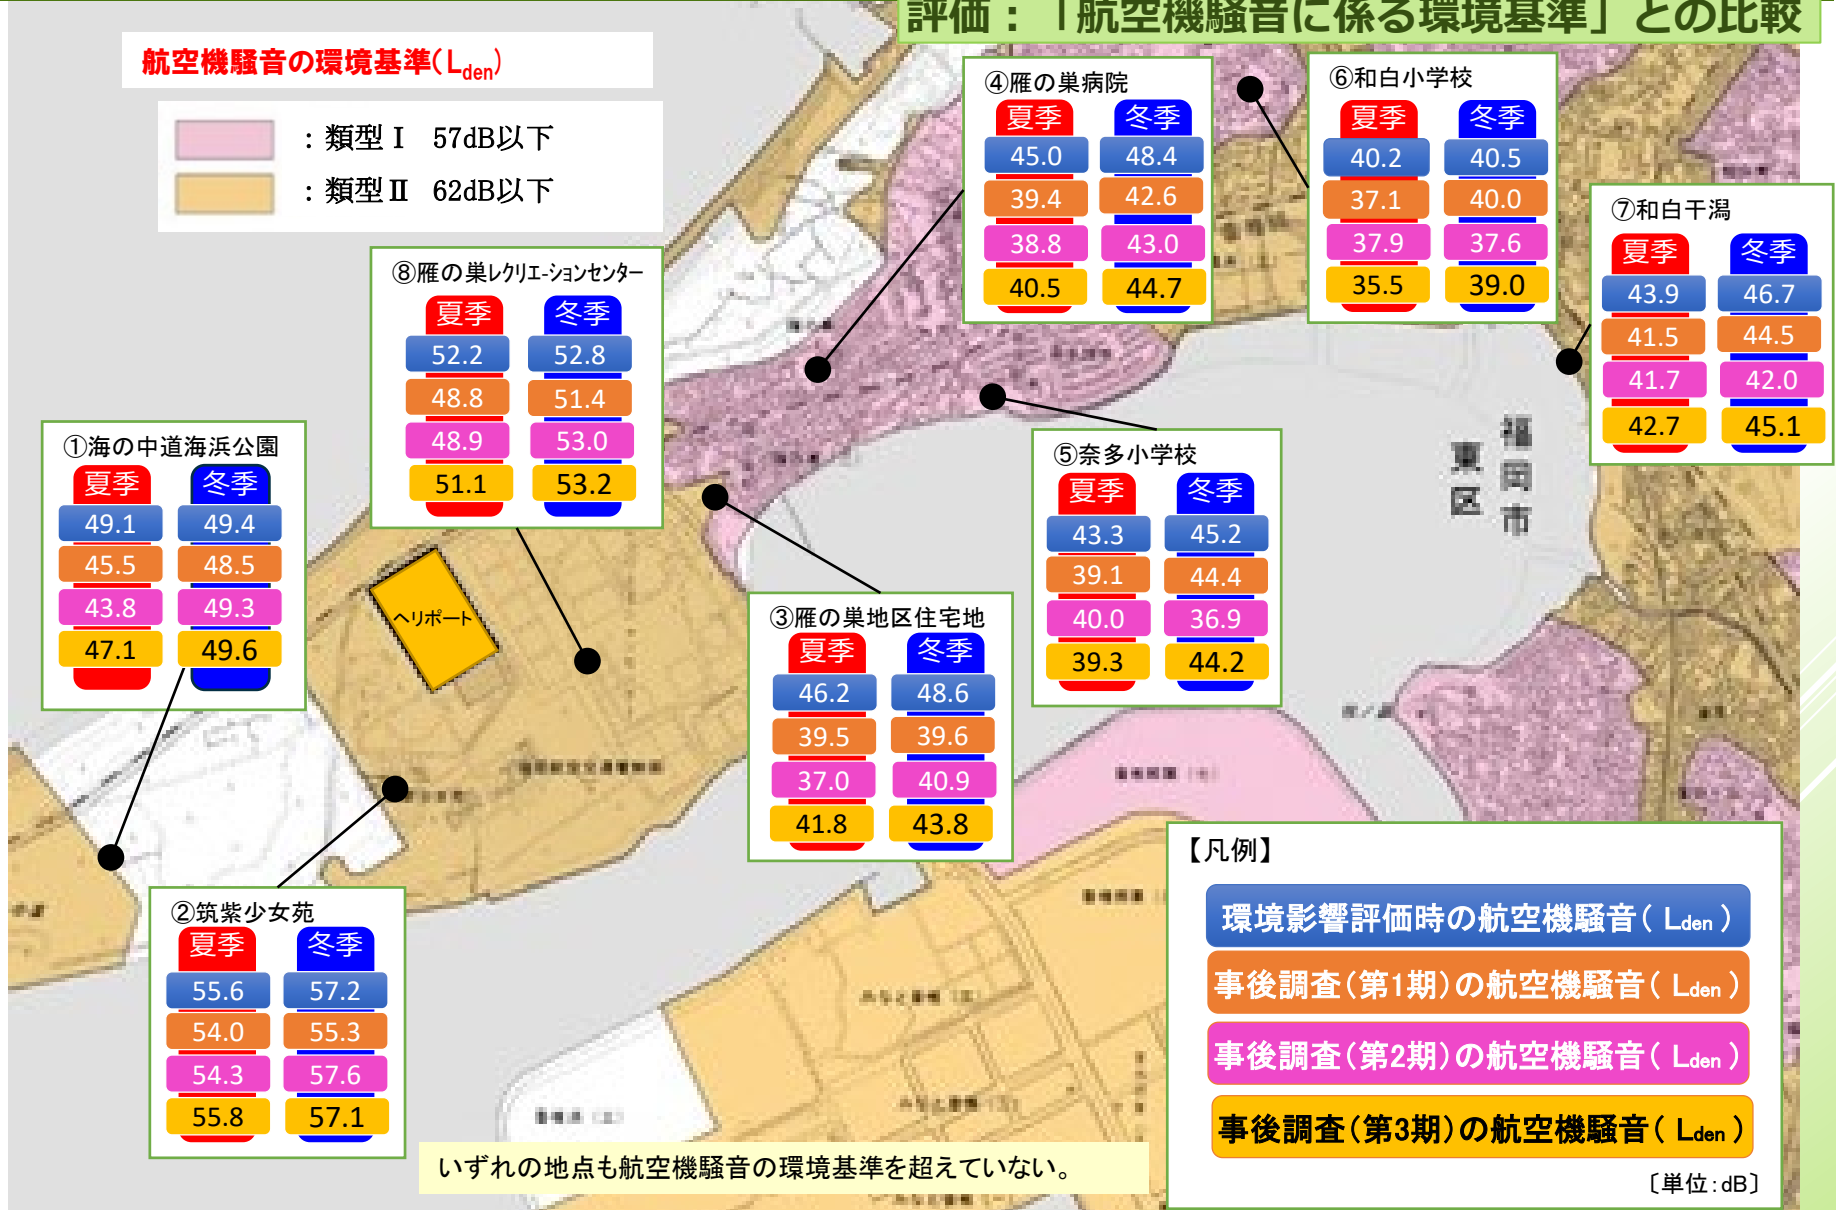 評価：「航空機騒音に係る環境基準」との比較
航空機騒音の環境基準(Lden)
：類型Ⅰ　57dB以下
：類型Ⅱ　62dB以下
④雁の巣病院
夏季 冬季
45.0 48.4
39.4 42.6
38.8 43.0
40.5 44.7
⑥和白小学校
夏季 冬季
40.2 40.5
37.1 40.0
37.9 37.6
35.5 39.0
⑦和白干潟
夏季 冬季
43.9 46.7
41.5 44.5
41.7 42.0
42.7 45.1
⑧雁の巣ﾚｸﾘｴｰｼｮﾝセンター
夏季 冬季
52.2 52.8
48.8 51.4
48.9 53.0
51.1 53.2
①海の中道海浜公園
夏季 冬季
49.1 49.4
45.5 48.5
43.8 49.3
47.1 49.6
⑤奈多小学校
夏季 冬季
43.3 45.2
39.1 44.4
40.0 36.9
39.3 44.2
福岡市
東区
ヘリポート
③雁の巣地区住宅地
夏季 冬季
46.2 48.6
39.5 39.6
37.0 40.9
41.8 43.8
②筑紫少女苑
夏季 冬季
55.6 57.2
54.0 55.3
54.3 57.6
55.8 57.1
【凡例】
環境影響評価時の航空機騒音( Lden )
事後調査(第1期)の航空機騒音( Lden )
事後調査(第2期)の航空機騒音( Lden )
事後調査(第3期)の航空機騒音( Lden )
〔単位:dB〕
いずれの地点も航空機騒音の環境基準を超えていない。